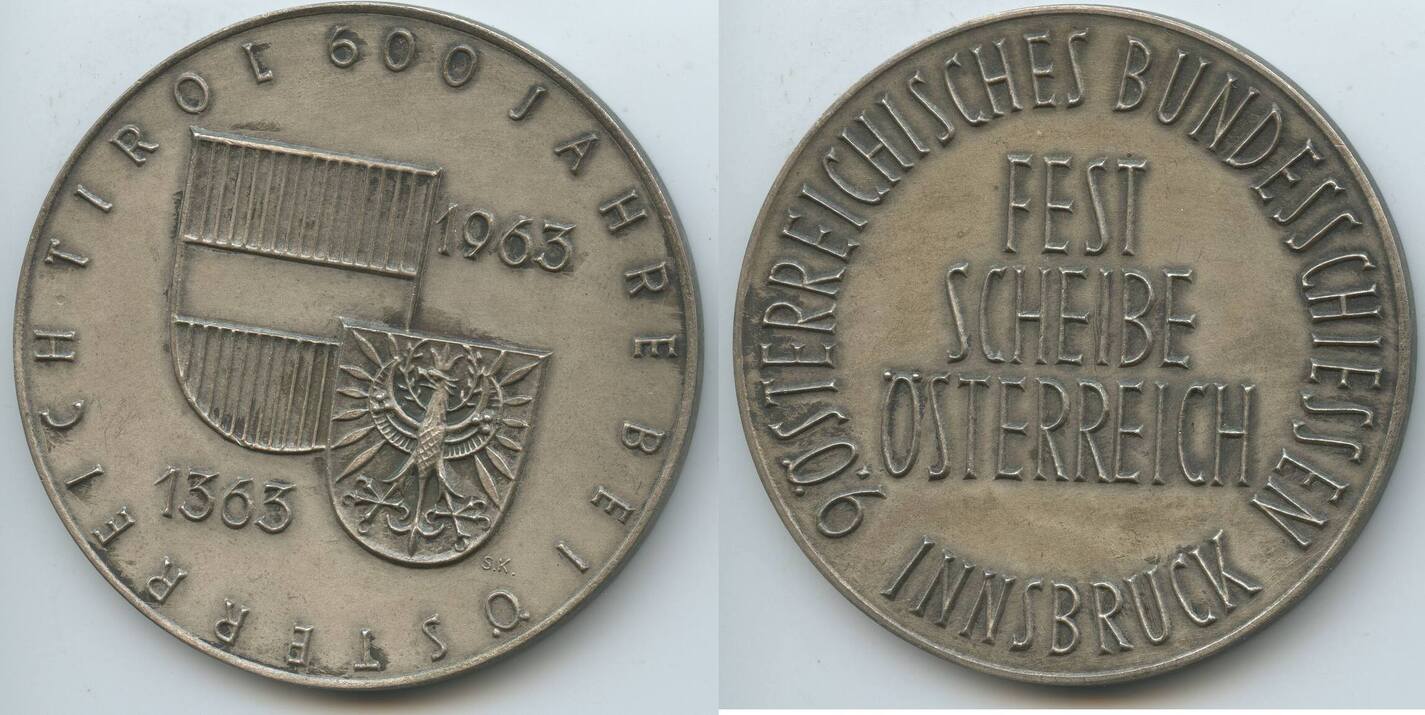 TIROL 600 JAHRE BEI ÖSTERREICH ·
1963
1363
S.K.
9. ÖSTERREICHISCHES BUNDESSCHIESSEN
INNSBRUCK
FEST
SCHEIBE
ÖSTERREICH